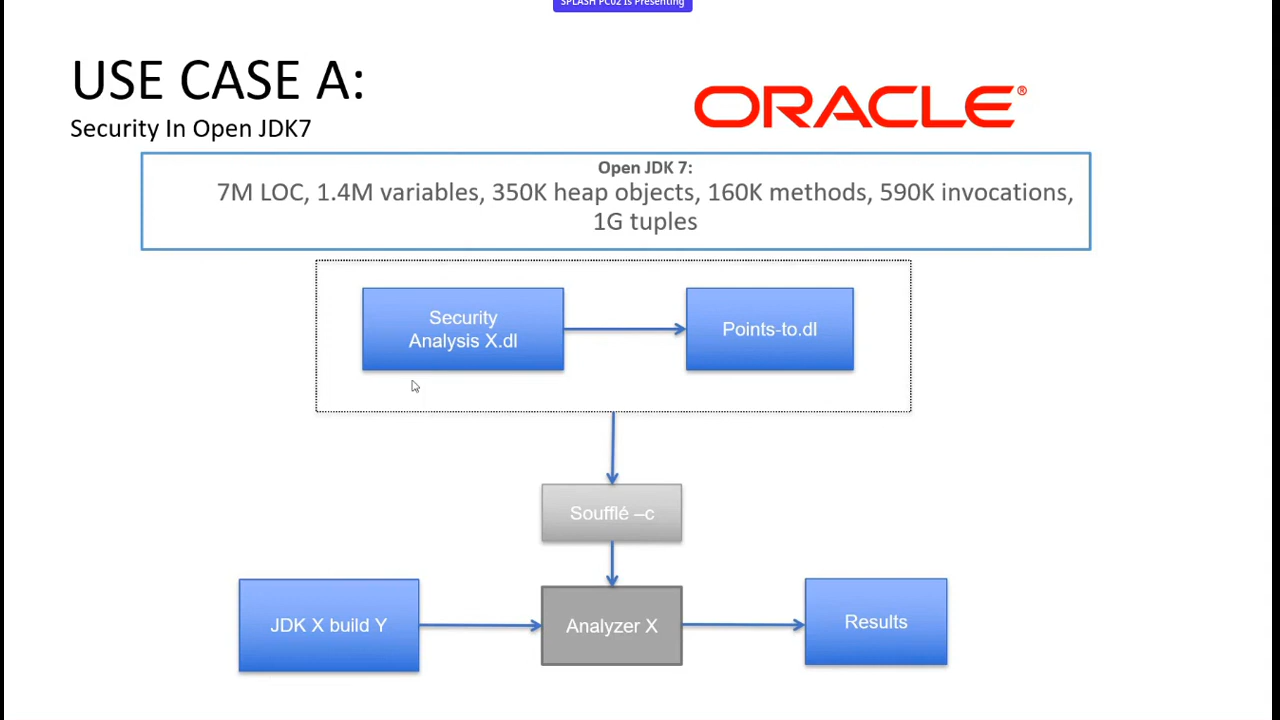 SPLASH PC02 is Presenting
USE CASE A:
Security In Open JDK7
ORACLE®
Open JDK 7:
7M LOC, 1.4M variables, 350K heap objects, 160K methods, 590K invocations,
1G tuples
Security
Analysis X.dl
Points-to.dl
Soufflé –c
JDK X build Y
Analyzer X
Results